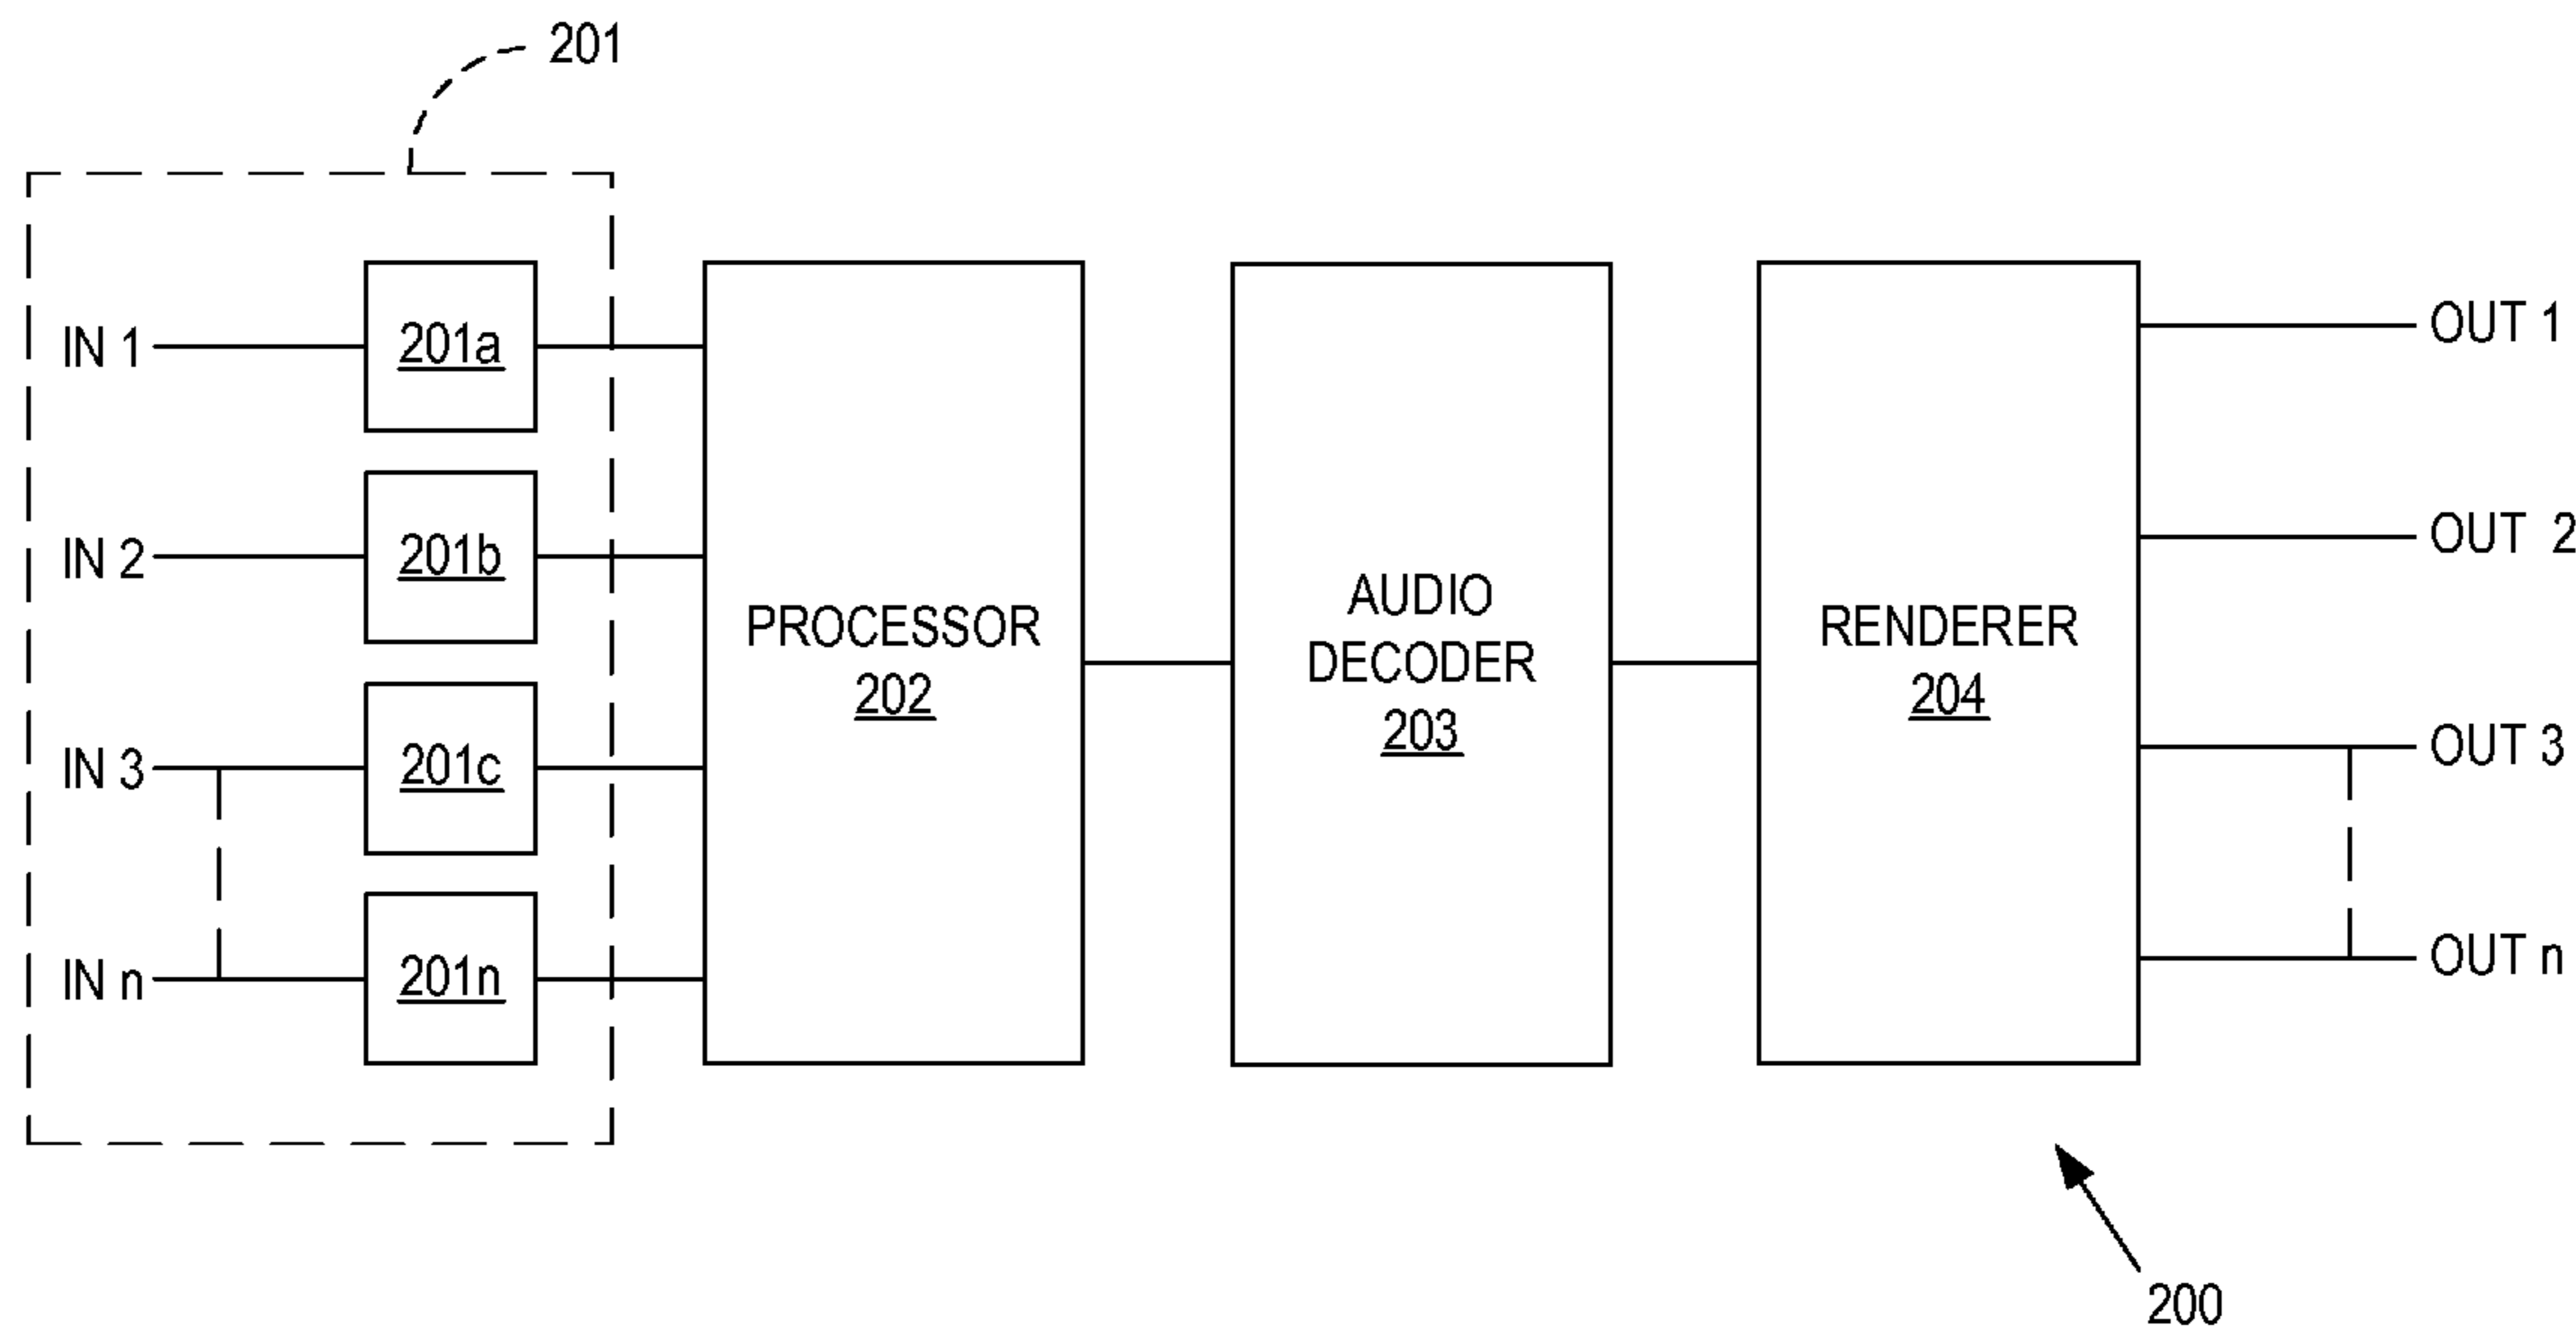 201
IN 1
201a
OUT 1
IN 2
201b
OUT 2
PROCESSOR
202
AUDIO
DECODER
203
RENDERER
204
IN 3
201c
OUT 3
IN n
201n
OUT n
200